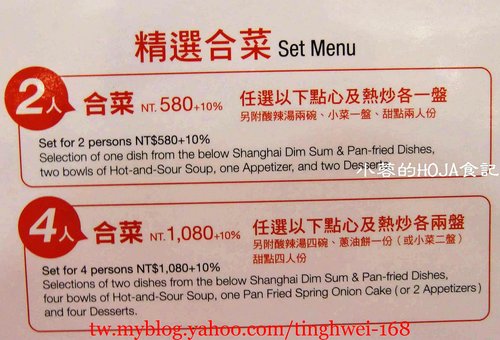 精選合菜 Set Menu
2人 合菜 NT.580+10% 任選以下點心及熱炒各一盤
另附酸辣湯兩碗、小菜一盤、甜點兩人份
Set for 2 persons NT$580+10%
Selection of one dish from the below Shanghai Dim Sum & Pan-fried Dishes,
two bowls of Hot-and-Sour Soup, one Appetizer, and two Desserts.
小蓉的HOJA食記
4人 合菜 NT.1,080+10% 任選以下點心及熱炒各兩盤
另附酸辣湯四碗、蔥油餅一份（或小菜二盤）
甜點四人份
Set for 4 persons NT$1,080+10%
Selections of two dishes from the below Shanghai Dim Sum & Pan-fried Dishes,
four bowls of Hot-and-Sour Soup, one Pan Fried Spring Onion Cake (or 2 Appetizers)
and four Desserts.
tw.myblog.yahoo.com/tinghwei-168